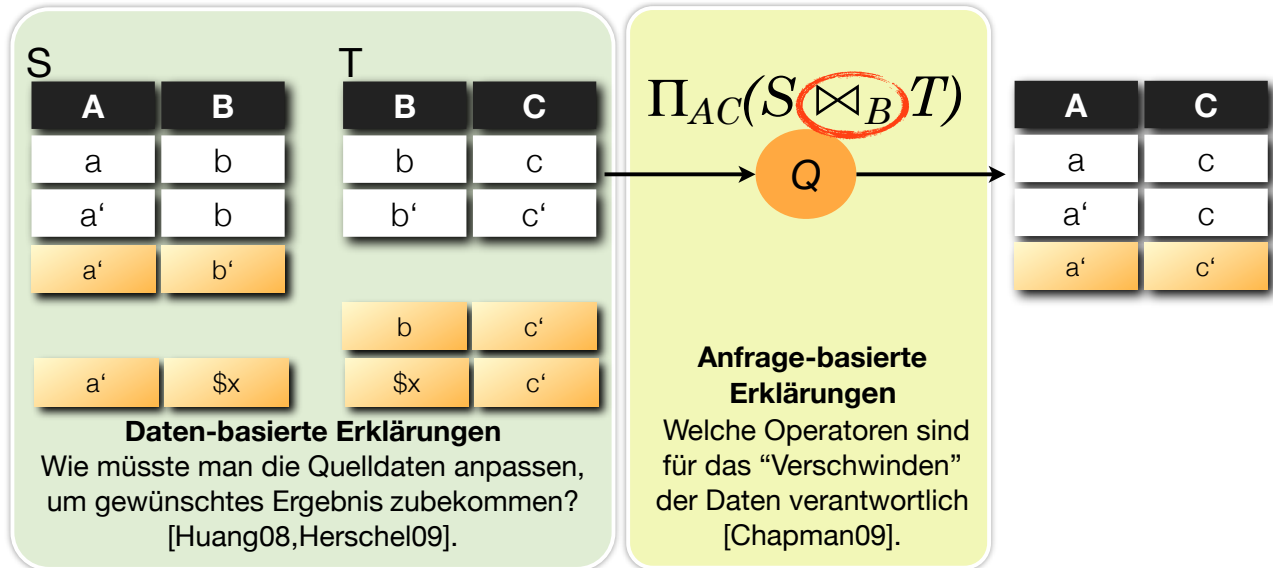 S
T
A B
a b
a‘ b
a‘ b‘
a‘ $x
B C
b c
b‘ c‘
b c‘
$x c‘
Daten-basierte Erklärungen
Wie müsste man die Quelldaten anpassen,
um gewünschtes Ergebnis zubekommen?
[Huang08,Herschel09].
Π_AC(S ⋈_B T)
Q
Anfrage-basierte
Erklärungen
Welche Operatoren sind
für das “Verschwinden”
der Daten verantwortlich
[Chapman09].
A C
a c
a‘ c
a‘ c‘